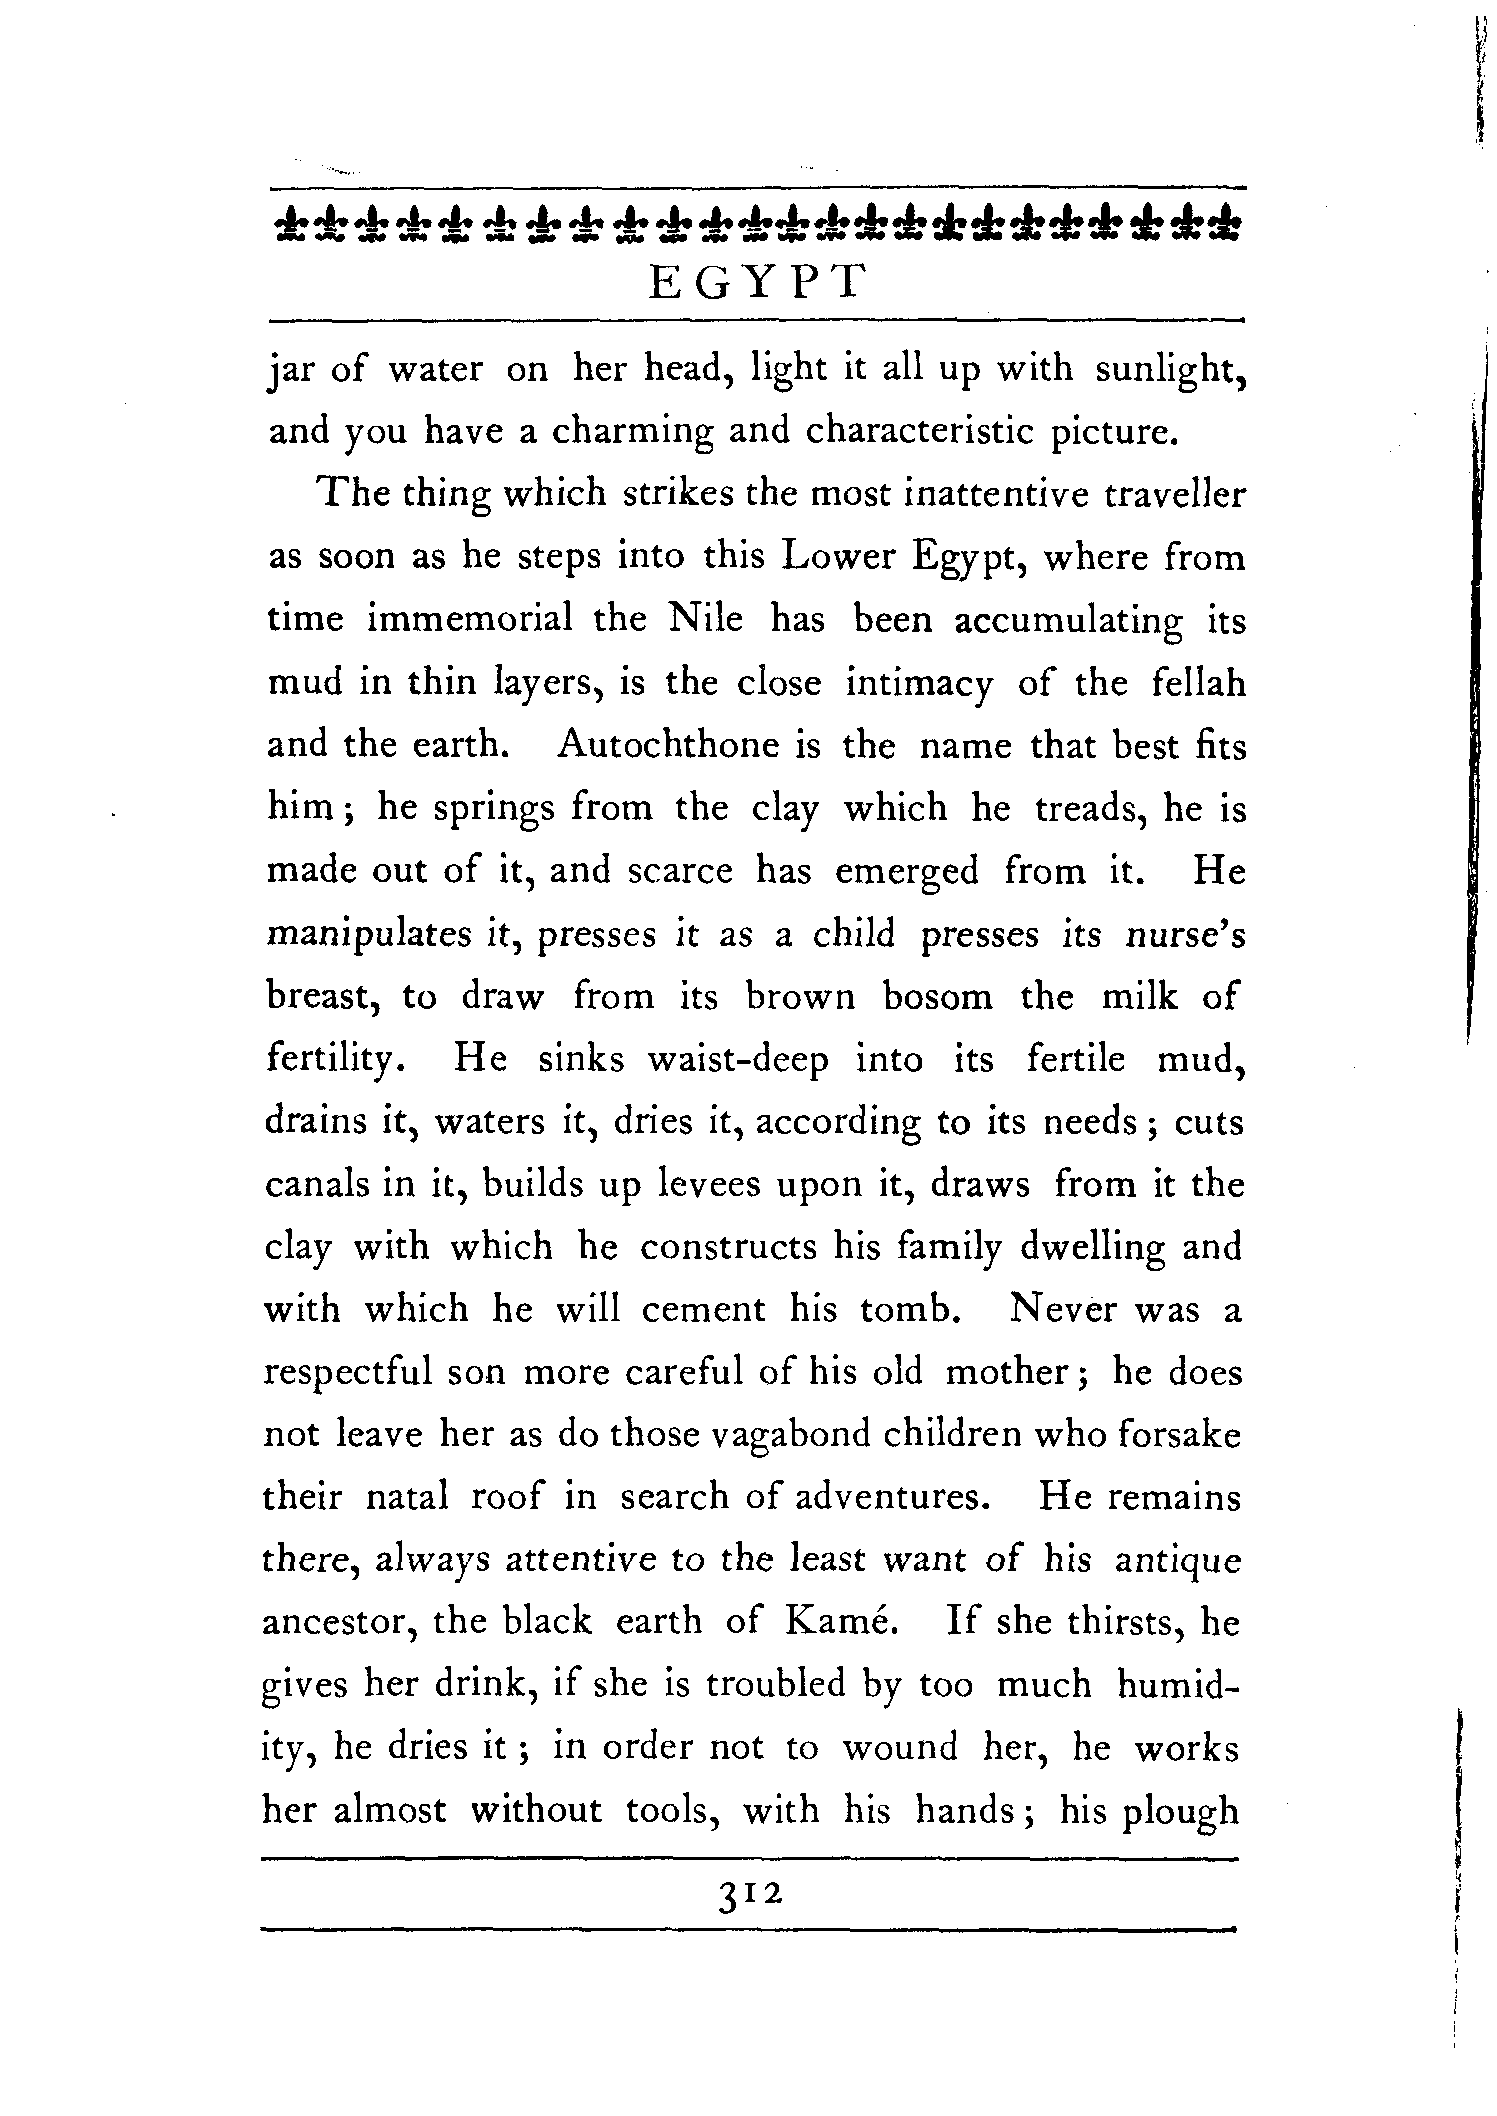 EGYPT
jar of water on her head, light it all up with sunlight,
and you have a charming and characteristic picture.
The thing which strikes the most inattentive traveller
as soon as he steps into this Lower Egypt, where from
time immemorial the Nile has been accumulating its
mud in thin layers, is the close intimacy of the fellah
and the earth. Autochthone is the name that best fits
him ; he springs from the clay which he treads, he is
made out of it, and scarce has emerged from it. He
manipulates it, presses it as a child presses its nurse's
breast, to draw from its brown bosom the milk of
fertility. He sinks waist-deep into its fertile mud,
drains it, waters it, dries it, according to its needs ; cuts
canals in it, builds up levees upon it, draws from it the
clay with which he constructs his family dwelling and
with which he will cement his tomb. Never was a
respectful son more careful of his old mother ; he does
not leave her as do those vagabond children who forsake
their natal roof in search of adventures. He remains
there, always attentive to the least want of his antique
ancestor, the black earth of Kamé. If she thirsts, he
gives her drink, if she is troubled by too much humid-
ity, he dries it ; in order not to wound her, he works
her almost without tools, with his hands ; his plough
312